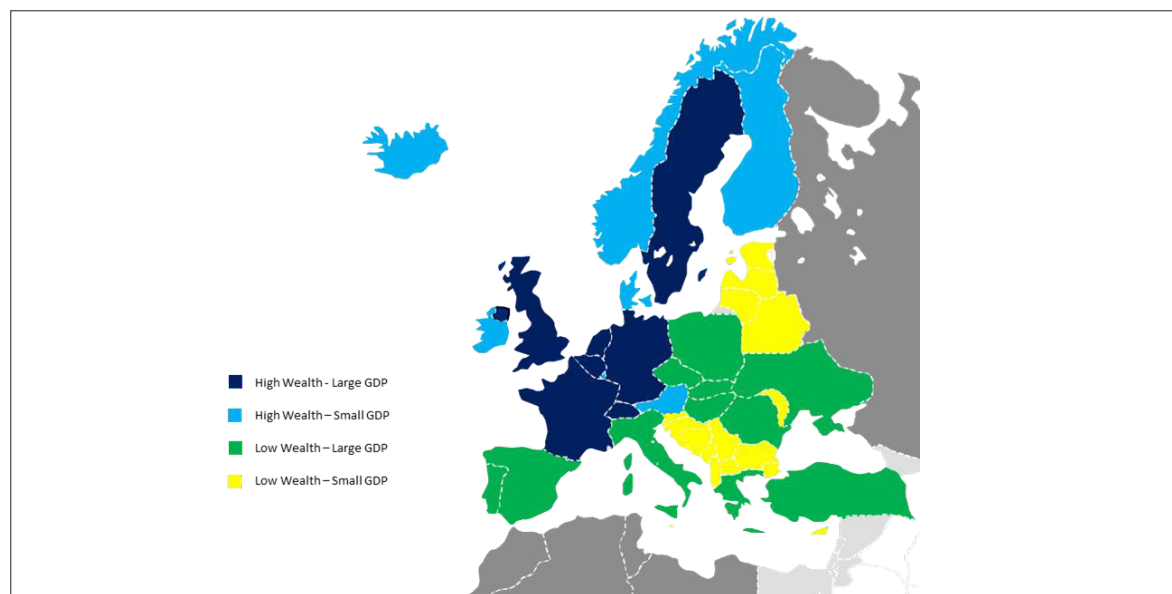 High Wealth - Large GDP
High Wealth – Small GDP
Low Wealth – Large GDP
Low Wealth – Small GDP